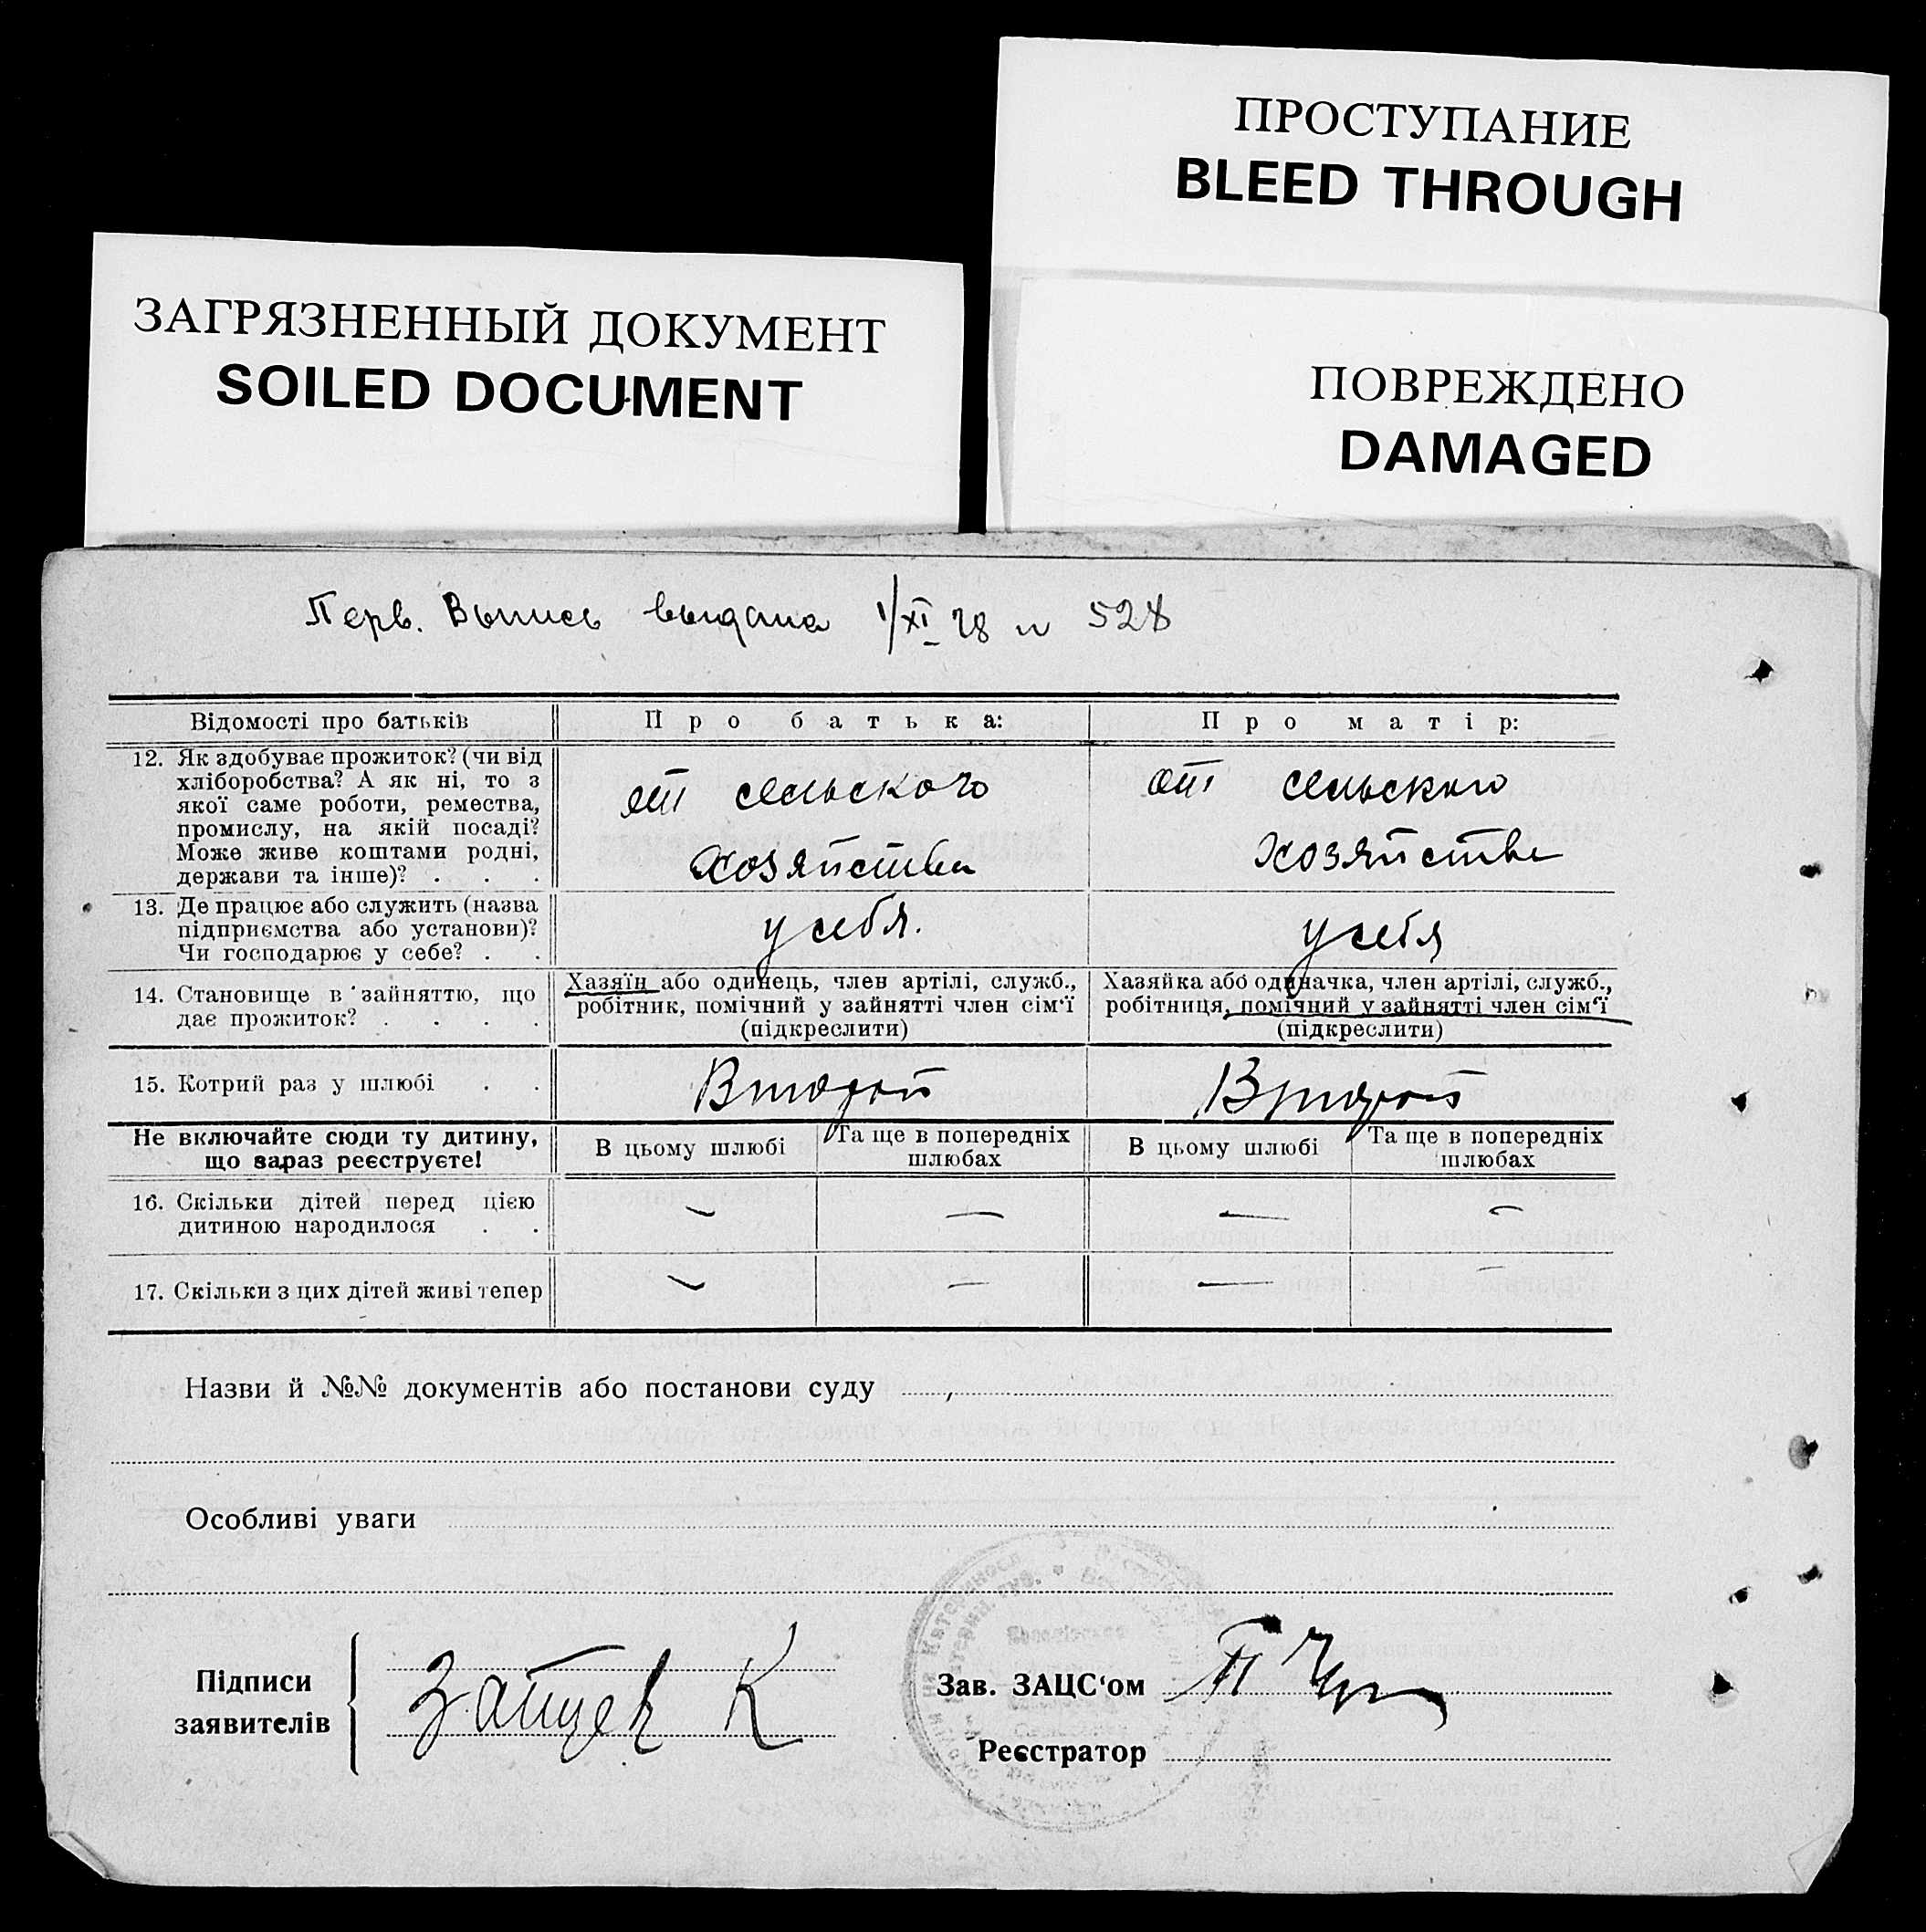 ПРОСТУПАНИЕ
BLEED THROUGH
ЗАГРЯЗНЕННЫЙ ДОКУМЕНТ
SOILED DOCUMENT
ПОВРЕЖДЕНО
DAMAGED
Перв. Выпись выдана 1/XI 28 № 528
Відомості про батьків
Про батька:
Про матір:
12. Як здобуває прожиток? (чи від
хліборобства? А як ні, то з
якої саме роботи, ремества,
промислу, на якій посаді?
Може живе коштами родні,
держави та інше)? . . .
от сельского
хозяйства
от сельского
хозяйства
13. Де працює або служить (назва
підприємства або установи)?
Чи господарює у себе? . .
у себя.
у себя
14. Становище в зайняттю, що
дає прожиток? . . . .
Хазяїн або одинець, член артілі, служб.,
робітник, помічний у зайнятті член сім‘ї
(підкреслити)
Хазяйка або одиначка, член артілі, служб.,
робітниця, помічний у зайнятті член сім‘ї
(підкреслити)
15. Котрий раз у шлюбі . .
Второй
Второй
Не включайте сюди ту дитину,
що зараз реєструєте!
В цьому шлюбі
Та ще в попередніх
шлюбах
В цьому шлюбі
Та ще в попередніх
шлюбах
16. Скільки дітей перед цією
дитиною народилося . .
— — — —
17. Скільки з цих дітей живі тепер
— — — —
Назви й №№ документів або постанови суду
Особливі уваги
Підписи
заявителів
Зайцев К
Зав. ЗАЦС‘ом
Реєстратор